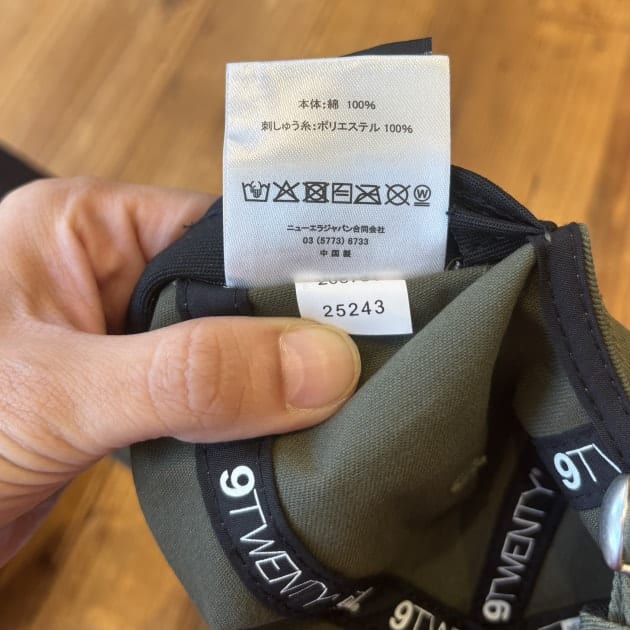 本体:綿 100%
刺しゅう糸:ポリエステル 100%
W
ニューエラジャパン合同会社
03 (5773) 6733
中国製
25243
9TWENTY
9TWENTY
9TWENTY
9TWENTY